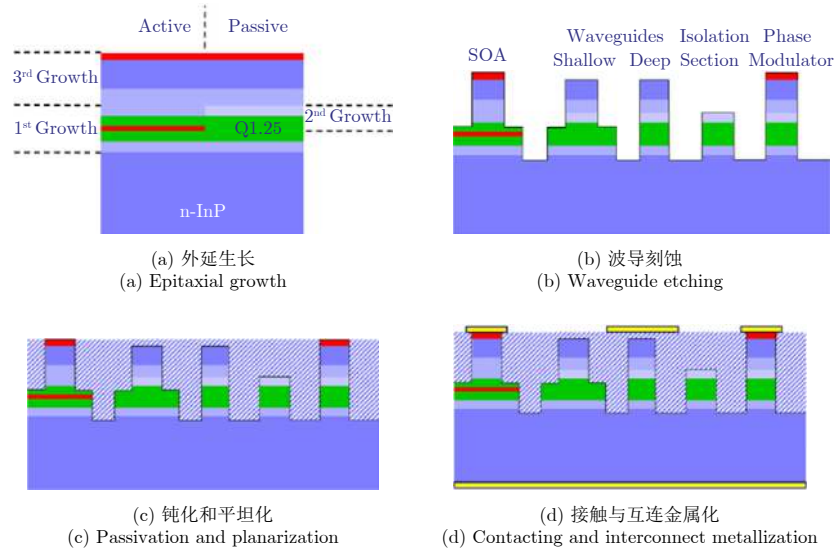 Active Passive
3rd Growth
1st Growth
2nd Growth
Q1.25
n-InP
(a) 外延生长
(a) Epitaxial growth
Waveguides Isolation Phase
SOA Shallow Deep Section Modulator
(b) 波导刻蚀
(b) Waveguide etching
(c) 钝化和平坦化
(c) Passivation and planarization
(d) 接触与互连金属化
(d) Contacting and interconnect metallization